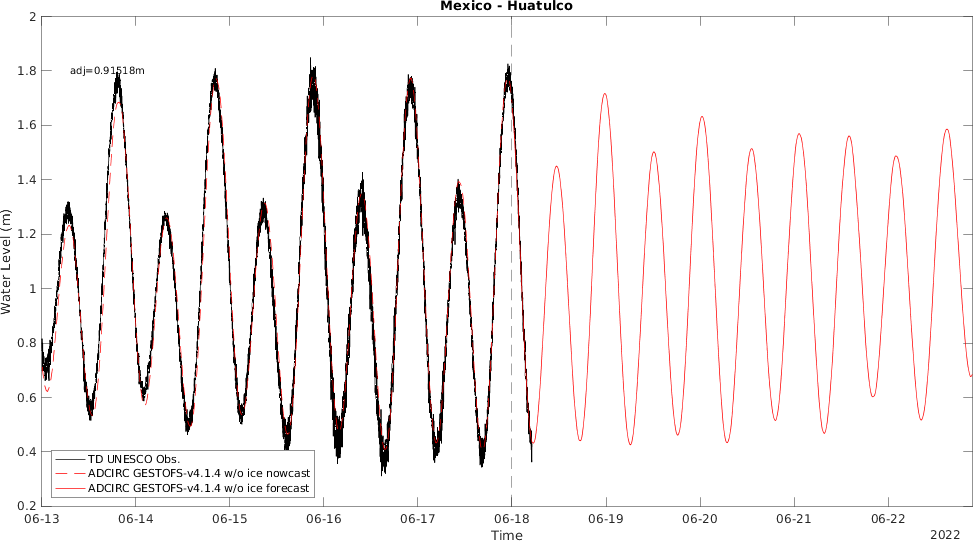 Mexico - Huatulco
2
1.8
1.6
1.4
1.2
1
0.8
0.6
0.4
0.2
Water Level (m)
adj=0.91518m
TD UNESCO Obs.
ADCIRC GESTOFS-v4.1.4 w/o ice nowcast
ADCIRC GESTOFS-v4.1.4 w/o ice forecast
06-13 06-14 06-15 06-16 06-17 06-18 06-19 06-20 06-21 06-22
Time
2022